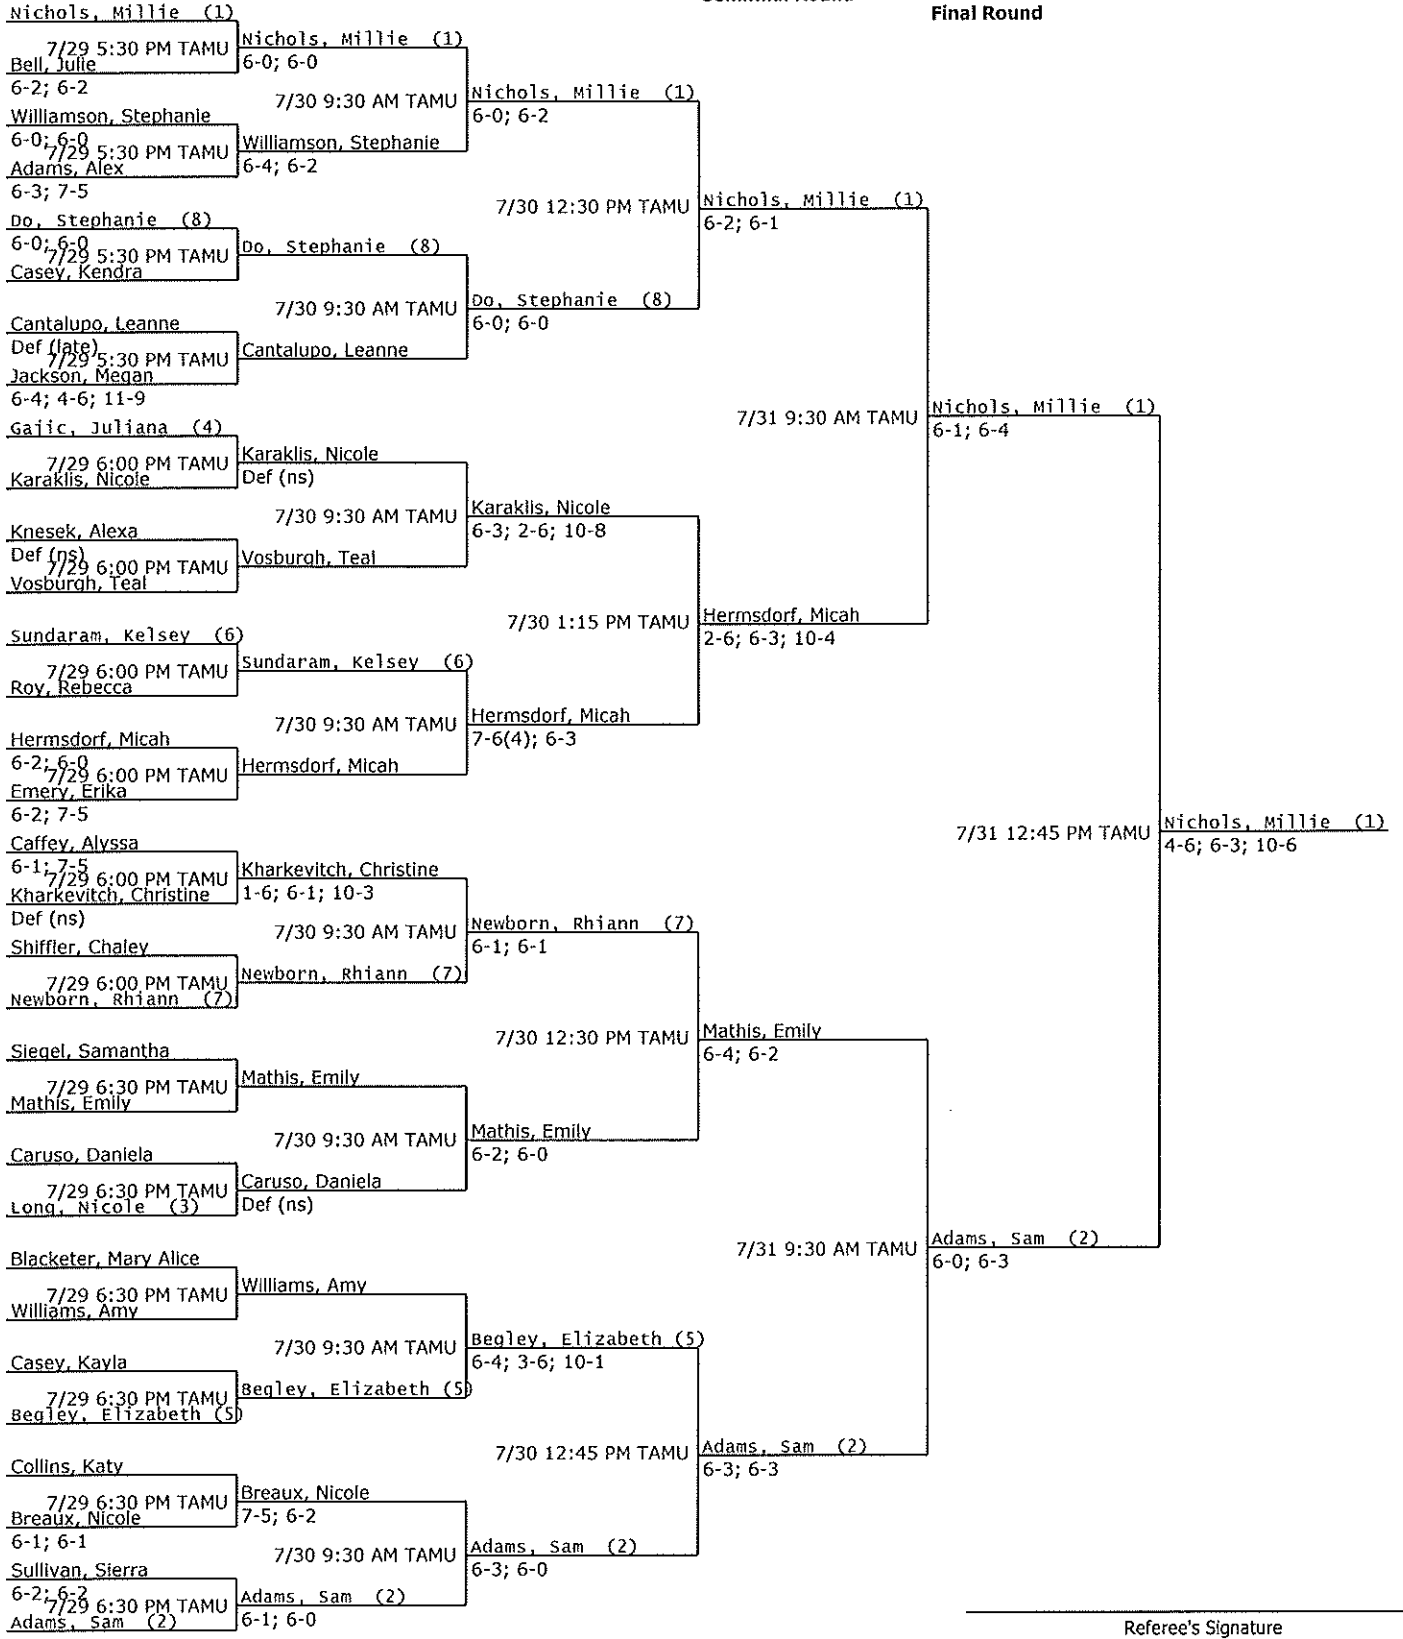 Final Round
Nichols, Millie (1)
7/29 5:30 PM TAMU
Bell, Julie
6-2; 6-2
Williamson, Stephanie
6-0; 6-0
7/29 5:30 PM TAMU
Adams, Alex
6-3; 7-5
Do, Stephanie (8)
6-0; 6-0
7/29 5:30 PM TAMU
Casey, Kendra
Cantalupo, Leanne
Def (late)
7/29 5:30 PM TAMU
Jackson, Megan
6-4; 4-6; 11-9
Gajic, Juliana (4)
7/29 6:00 PM TAMU
Karaklis, Nicole
Knesek, Alexa
Def (ns)
7/29 6:00 PM TAMU
Vosburgh, Teal
Sundaram, Kelsey (6)
7/29 6:00 PM TAMU
Roy, Rebecca
Hermsdorf, Micah
6-2; 6-0
7/29 6:00 PM TAMU
Emery, Erika
6-2; 7-5
Caffey, Alyssa
6-1; 7-5
7/29 6:00 PM TAMU
Kharkevitch, Christine
Def (ns)
Shiffler, Chaley
7/29 6:00 PM TAMU
Newborn, Rhiann (7)
Siegel, Samantha
7/29 6:30 PM TAMU
Mathis, Emily
Caruso, Daniela
7/29 6:30 PM TAMU
Long, Nicole (3)
Blacketer, Mary Alice
7/29 6:30 PM TAMU
Williams, Amy
Casey, Kayla
7/29 6:30 PM TAMU
Begley, Elizabeth (5)
Collins, Katy
7/29 6:30 PM TAMU
Breaux, Nicole
6-1; 6-1
Sullivan, Sierra
6-2; 6-2
7/29 6:30 PM TAMU
Adams, Sam (2)
Nichols, Millie (1)
6-0; 6-0
7/30 9:30 AM TAMU
Williamson, Stephanie
6-4; 6-2
Do, Stephanie (8)
7/30 9:30 AM TAMU
Cantalupo, Leanne
Karaklis, Nicole
Def (ns)
7/30 9:30 AM TAMU
Vosburgh, Teal
Sundaram, Kelsey (6)
7/30 9:30 AM TAMU
Hermsdorf, Micah
Kharkevitch, Christine
1-6; 6-1; 10-3
7/30 9:30 AM TAMU
Newborn, Rhiann (7)
Mathis, Emily
7/30 9:30 AM TAMU
Caruso, Daniela
Def (ns)
Williams, Amy
7/30 9:30 AM TAMU
Begley, Elizabeth (5)
Breaux, Nicole
7-5; 6-2
7/30 9:30 AM TAMU
Adams, Sam (2)
6-1; 6-0
Nichols, Millie (1)
6-0; 6-2
7/30 12:30 PM TAMU
Do, Stephanie (8)
6-0; 6-0
Karaklis, Nicole
6-3; 2-6; 10-8
7/30 1:15 PM TAMU
Hermsdorf, Micah
7-6(4); 6-3
Newborn, Rhiann (7)
6-1; 6-1
7/30 12:30 PM TAMU
Mathis, Emily
6-2; 6-0
Begley, Elizabeth (5)
6-4; 3-6; 10-1
7/30 12:45 PM TAMU
Adams, Sam (2)
6-3; 6-0
Nichols, Millie (1)
6-2; 6-1
7/31 9:30 AM TAMU
Hermsdorf, Micah
2-6; 6-3; 10-4
Mathis, Emily
6-4; 6-2
7/31 9:30 AM TAMU
Adams, Sam (2)
6-3; 6-3
Nichols, Millie (1)
6-1; 6-4
7/31 12:45 PM TAMU
Adams, Sam (2)
6-0; 6-3
Nichols, Millie (1)
4-6; 6-3; 10-6
Referee's Signature